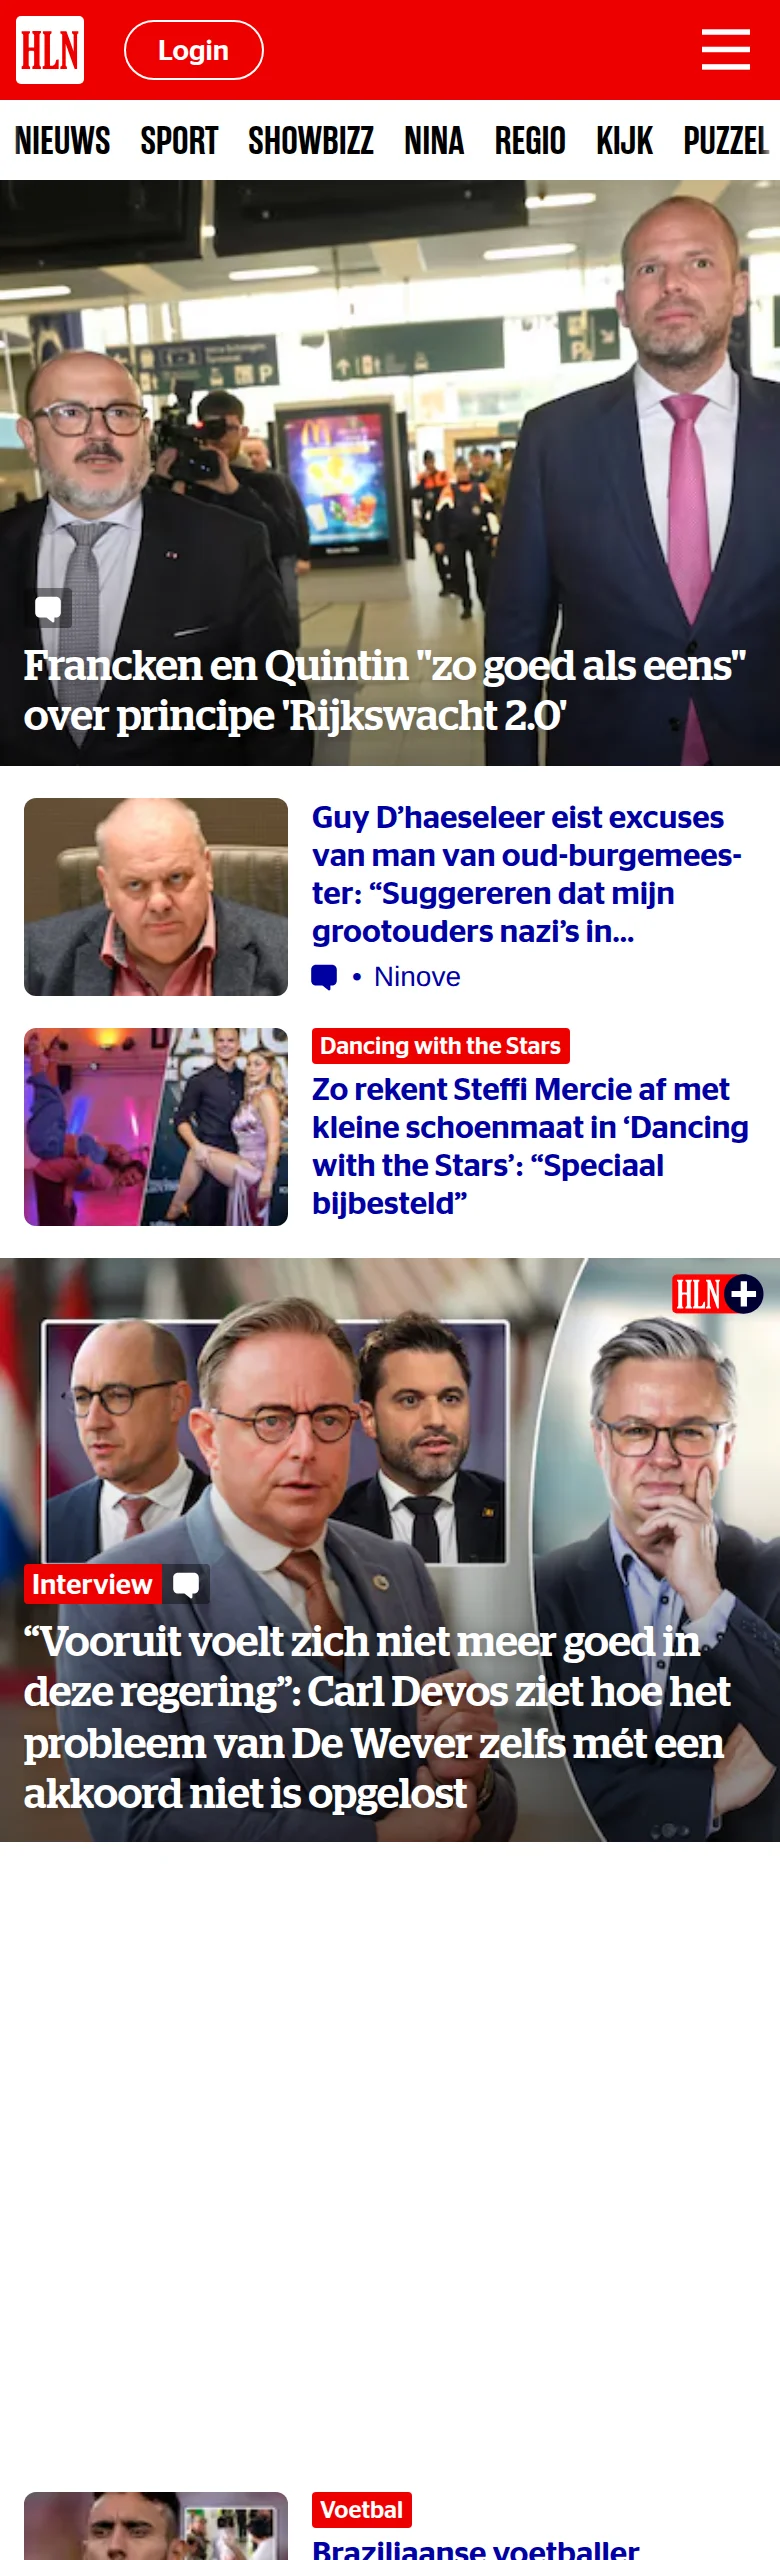 HLN
Login
NIEUWS SPORT SHOWBIZZ NINA REGIO KIJK PUZZEL
P
P
Francken en Quintin "zo goed als eens"
over principe 'Rijkswacht 2.0'
Guy D’haeseleer eist excuses
van man van oud-burgemees-
ter: “Suggereren dat mijn
grootouders nazi’s in...
• Ninove
Dancing with the Stars
Zo rekent Steffi Mercie af met
kleine schoenmaat in ‘Dancing
with the Stars’: “Speciaal
bijbesteld”
HLN+
Interview
“Vooruit voelt zich niet meer goed in
deze regering”: Carl Devos ziet hoe het
probleem van De Wever zelfs mét een
akkoord niet is opgelost
Voetbal
Braziliaanse voetballer